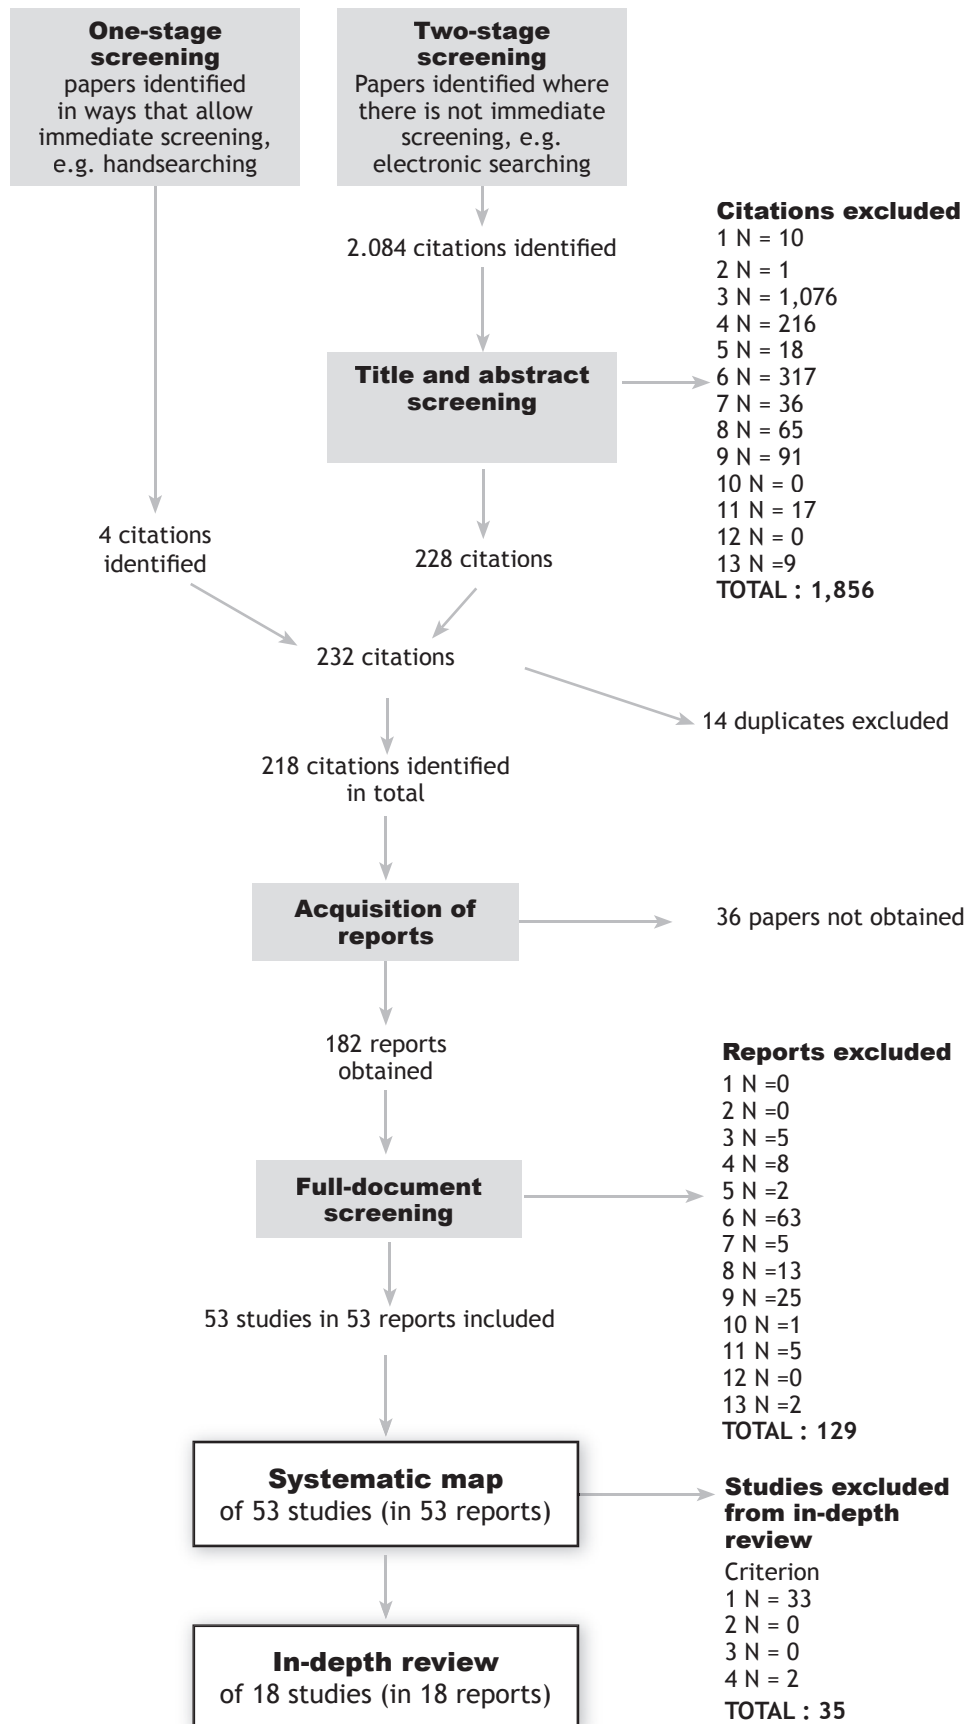 One-stage
screening
papers identified
in ways that allow
immediate screening,
e.g. handsearching
Two-stage
screening
Papers identified where
there is not immediate
screening, e.g.
electronic searching
2.084 citations identified
Title and abstract
screening
Citations excluded
1 N = 10
2 N = 1
3 N = 1,076
4 N = 216
5 N = 18
6 N = 317
7 N = 36
8 N = 65
9 N = 91
10 N = 0
11 N = 17
12 N = 0
13 N =9
TOTAL : 1,856
4 citations
identified
228 citations
232 citations
14 duplicates excluded
218 citations identified
in total
Acquisition of
reports
36 papers not obtained
182 reports
obtained
Full-document
screening
Reports excluded
1 N =0
2 N =0
3 N =5
4 N =8
5 N =2
6 N =63
7 N =5
8 N =13
9 N =25
10 N =1
11 N =5
12 N =0
13 N =2
TOTAL : 129
53 studies in 53 reports included
Systematic map
of 53 studies (in 53 reports)
Studies excluded
from in-depth
review
Criterion
1 N = 33
2 N = 0
3 N = 0
4 N = 2
TOTAL : 35
In-depth review
of 18 studies (in 18 reports)